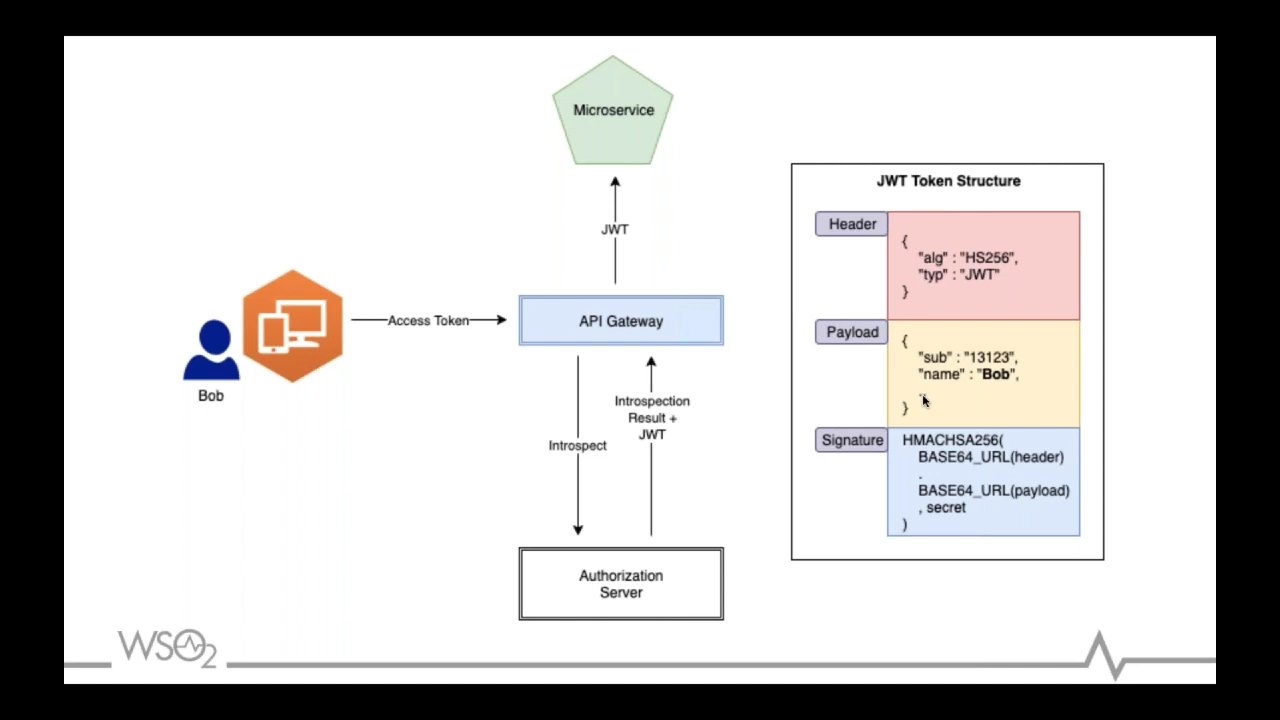 Microservice
JWT
Access Token
API Gateway
Bob
Introspect
Introspection
Result +
JWT
Authorization
Server
JWT Token Structure
Header
{
"alg" : "HS256",
"typ" : "JWT"
}
Payload
{
"sub" : "13123",
"name" : "Bob",
}
Signature
HMACHSA256(
BASE64_URL(header)
.
BASE64_URL(payload)
, secret
)
WSO2